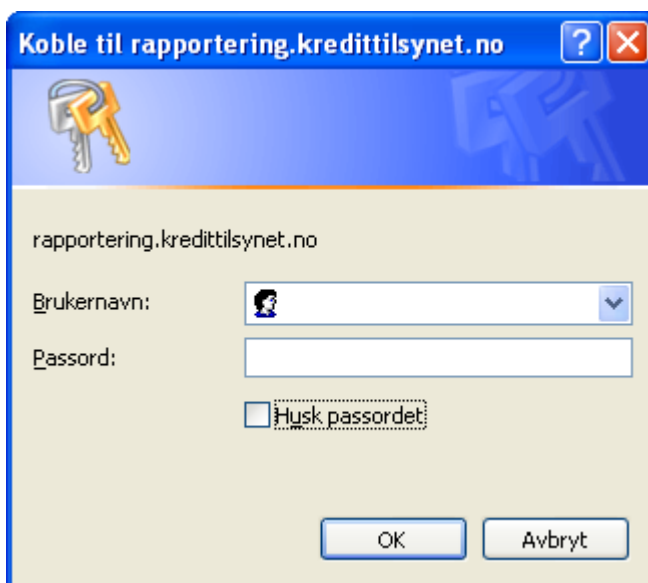 Koble til rapportering.kredittilsynet.no
rapportering.kredittilsynet.no
Brukernavn:
Passord:
Husk passordet
OK Avbryt